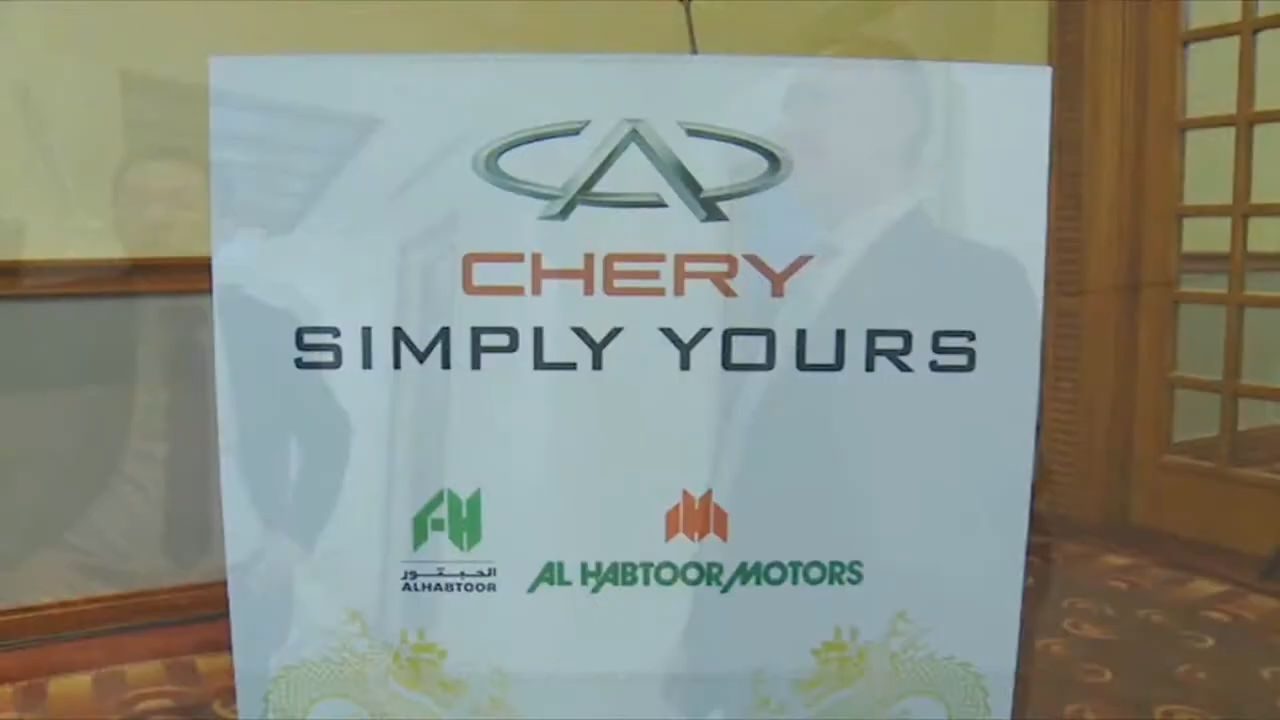 CHERY
SIMPLY YOURS
الحبتور
ALHABTOOR
AL HABTOOR MOTORS